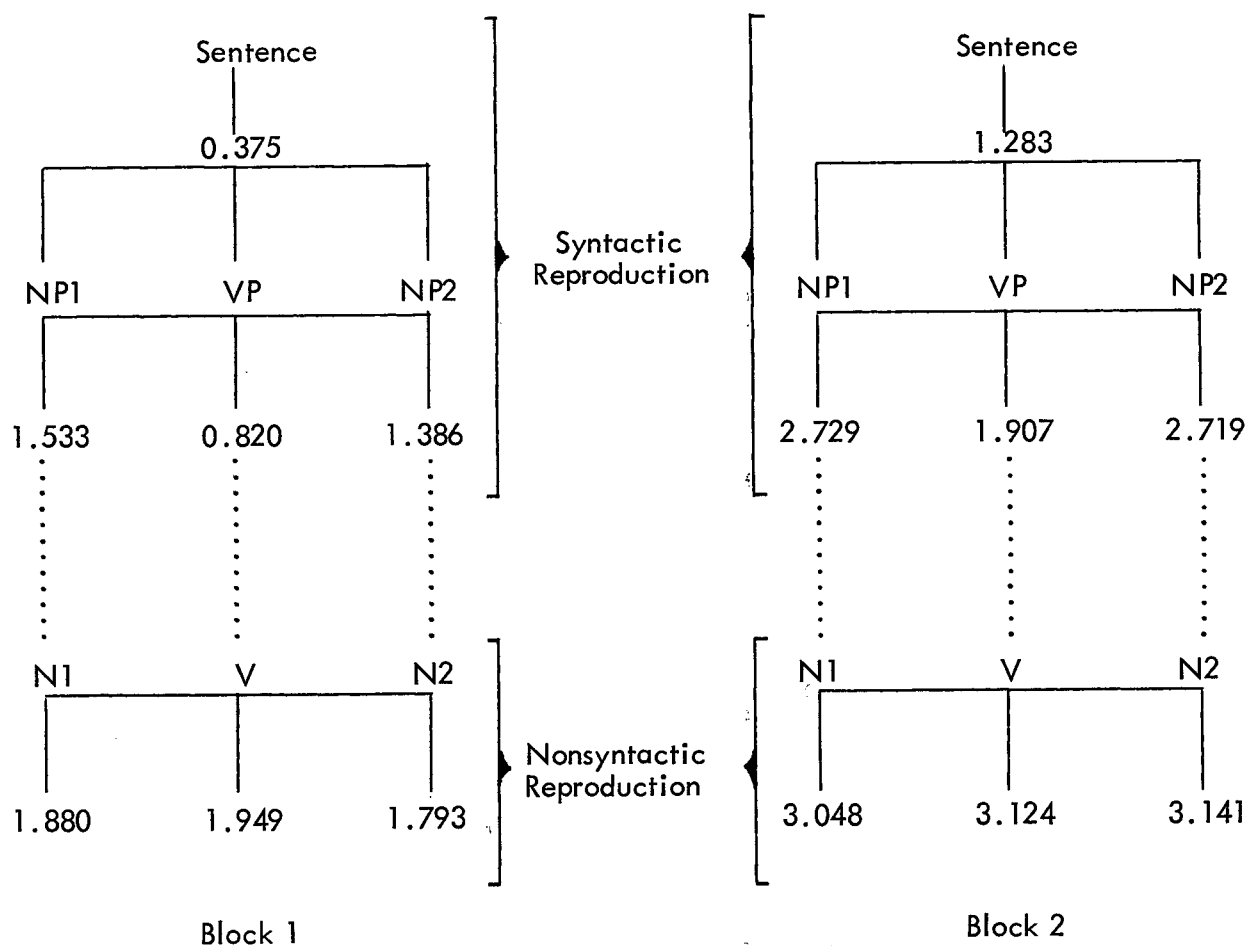 Sentence
0.375
NP1 VP NP2
1.533 0.820 1.386
N1 V N2
1.880 1.949 1.793
Block 1
Syntactic
Reproduction
Nonsyntactic
Reproduction
Sentence
1.283
NP1 VP NP2
2.729 1.907 2.719
N1 V N2
3.048 3.124 3.141
Block 2